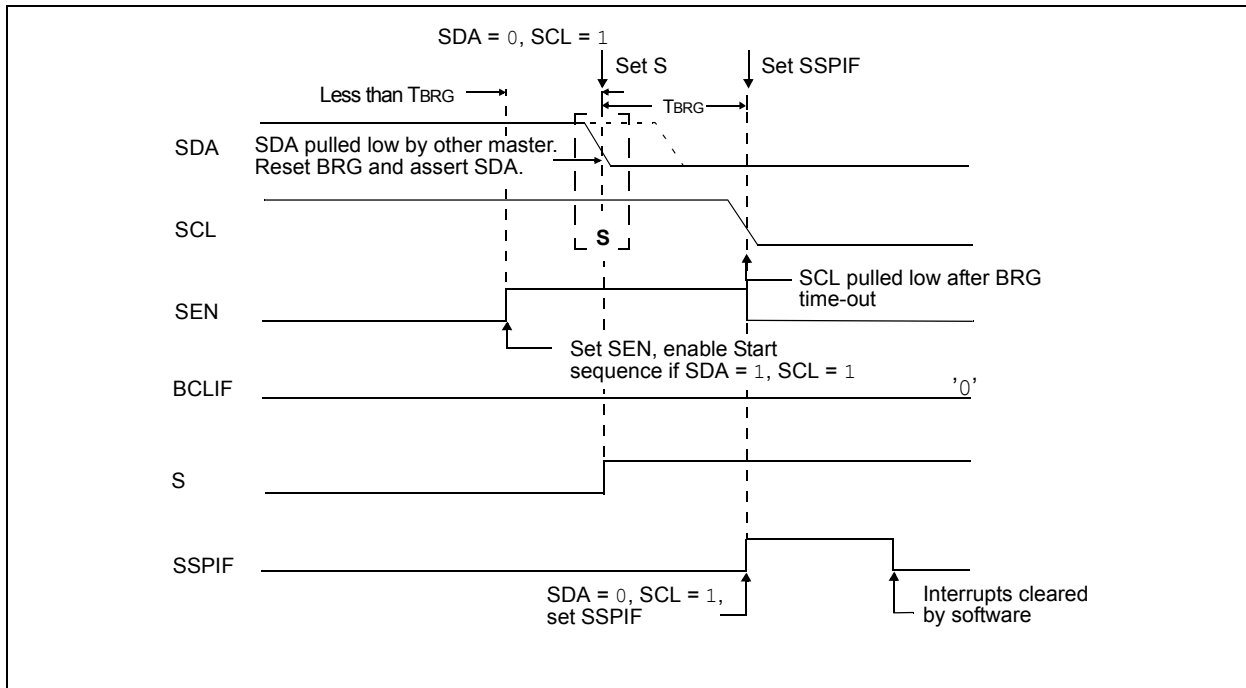 SDA = 0, SCL = 1
Set S
Set SSPIF
Less than TBRG
TBRG
SDA
SDA pulled low by other master.
Reset BRG and assert SDA.
SCL
S
SCL pulled low after BRG
time-out
SEN
Set SEN, enable Start
sequence if SDA = 1, SCL = 1
BCLIF
'0'
S
SSPIF
SDA = 0, SCL = 1,
set SSPIF
Interrupts cleared
by software